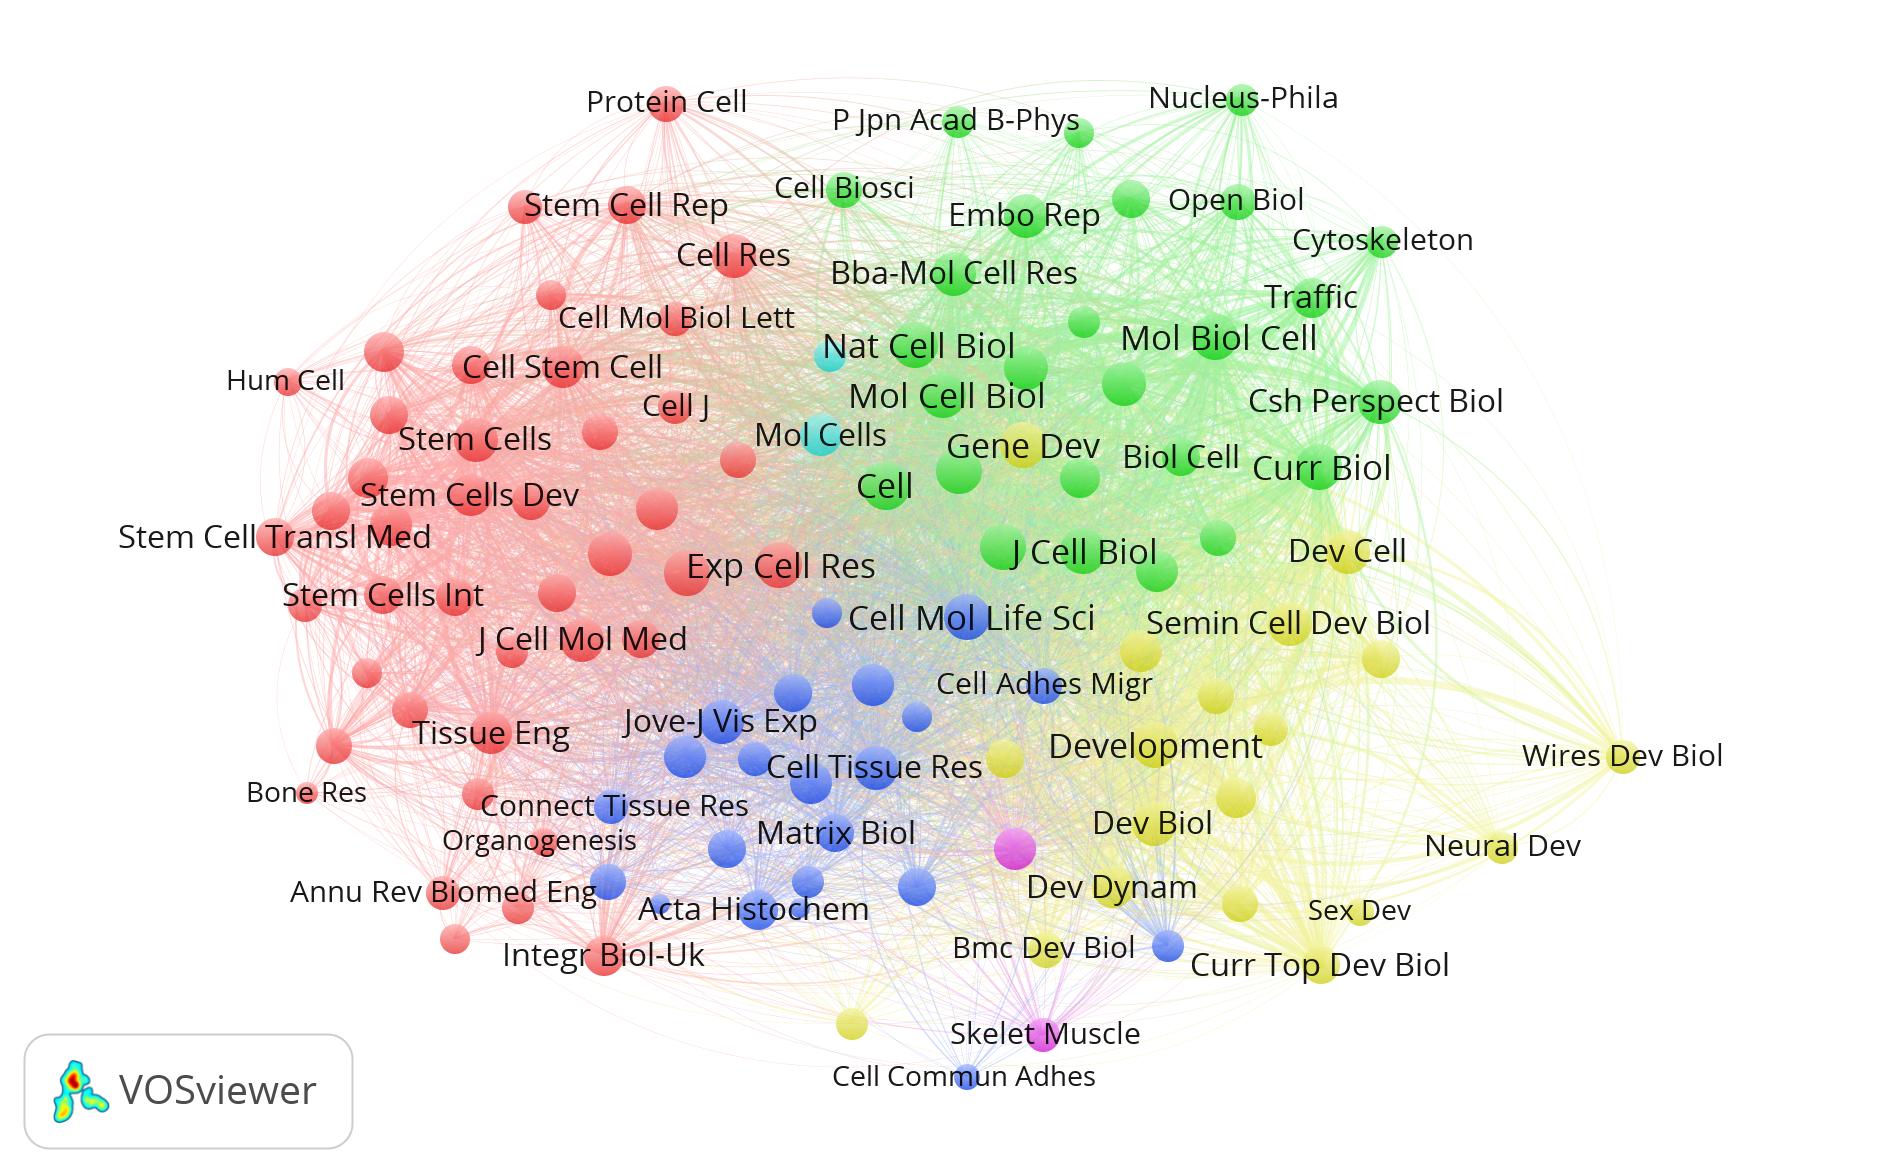 Protein Cell
Nucleus-Phila
P Jpn Acad B-Phys
Cell Biosci
Stem Cell Rep
Open Biol
Embo Rep
Cytoskeleton
Cell Res
Bba-Mol Cell Res
Traffic
Cell Mol Biol Lett
Mol Biol Cell
Nat Cell Biol
Cell Stem Cell
Hum Cell
Mol Cell Biol
Csh Perspect Biol
Cell J
Mol Cells
Stem Cells
Gene Dev
Biol Cell
Curr Biol
Cell
Stem Cells Dev
Stem Cell Transl Med
J Cell Biol
Dev Cell
Exp Cell Res
Stem Cells Int
Cell Mol Life Sci
Semin Cell Dev Biol
J Cell Mol Med
Cell Adhes Migr
Jove-J Vis Exp
Tissue Eng
Development
Wires Dev Biol
Cell Tissue Res
Bone Res
Connect Tissue Res
Dev Biol
Matrix Biol
Organogenesis
Neural Dev
Dev Dynam
Annu Rev Biomed Eng
Acta Histochem
Sex Dev
Bmc Dev Biol
Integr Biol-Uk
Curr Top Dev Biol
Skelet Muscle
Cell Commun Adhes
VOSviewer